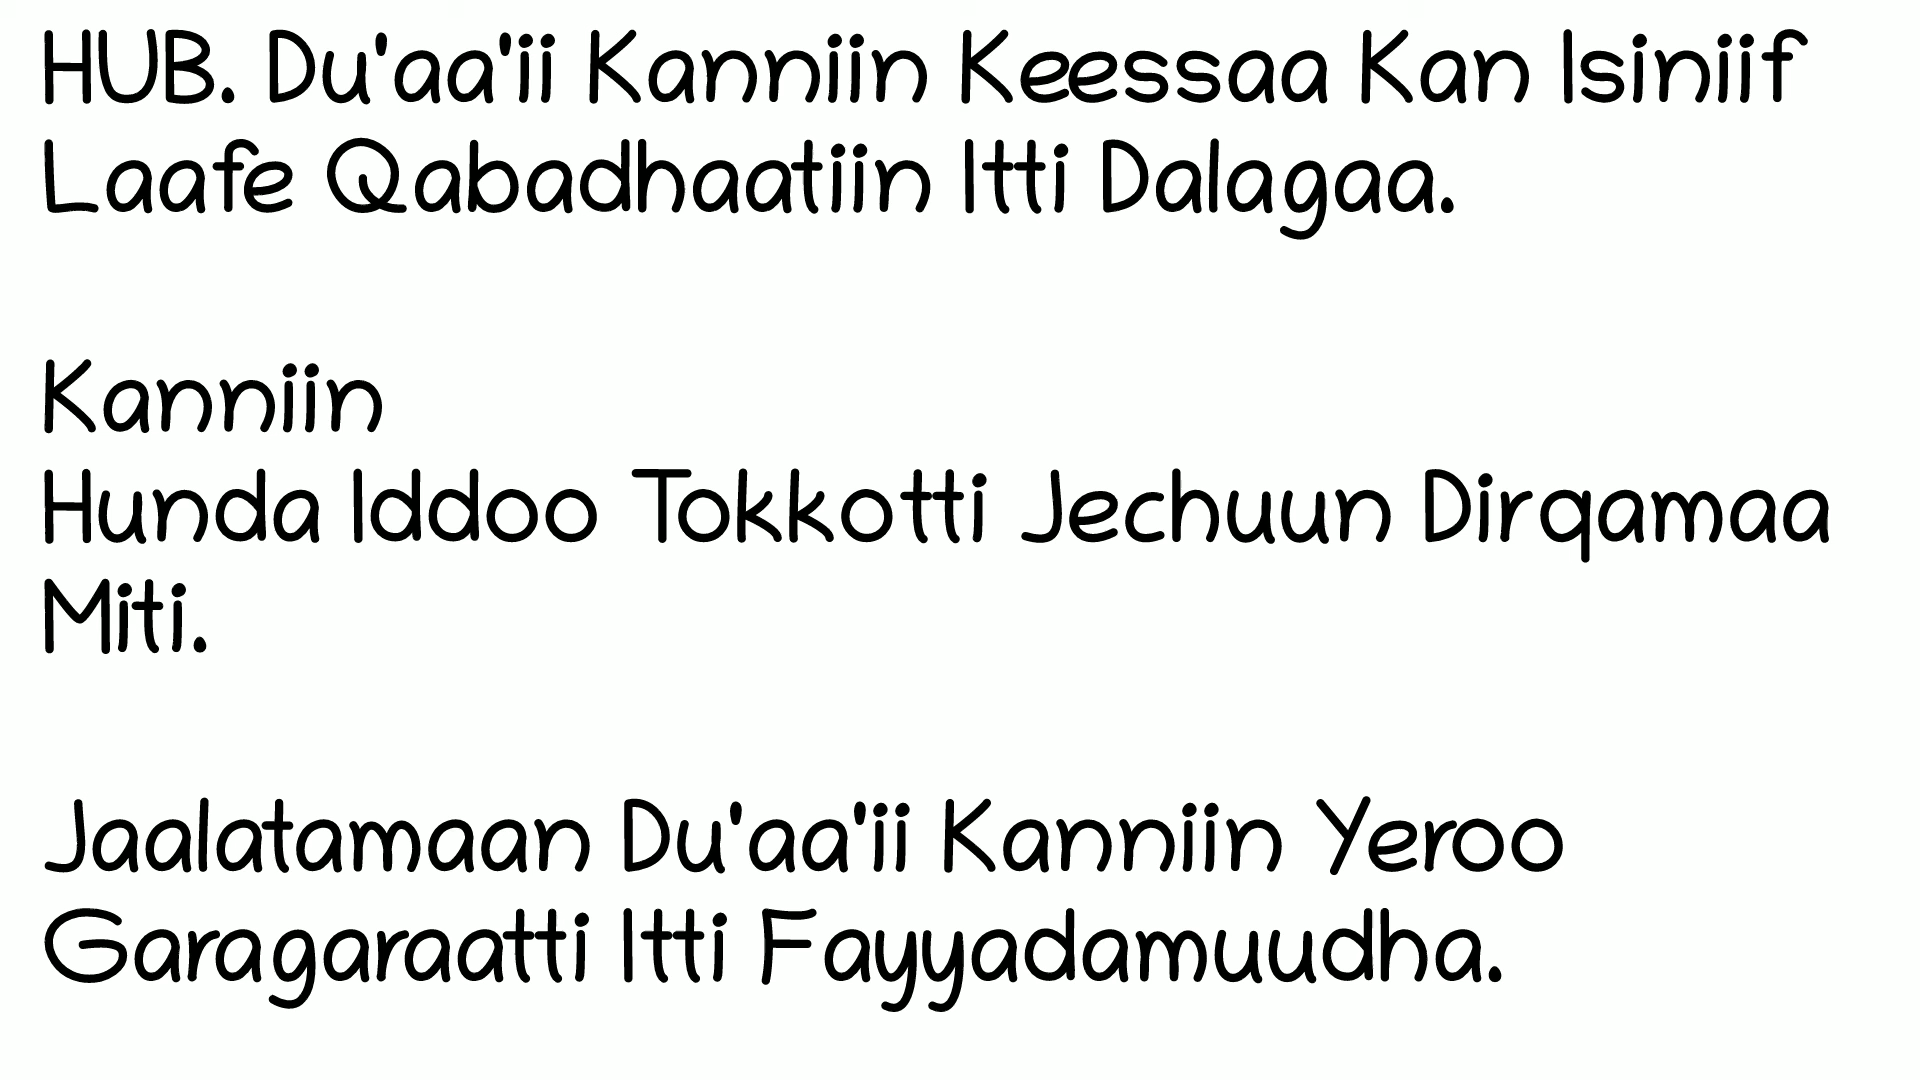 HUB. Du'aa'ii Kanniin Keessaa Kan Isiniif
Laafe Qabadhaatiin Itti Dalagaa.
Kanniin
Hunda Iddoo Tokkotti Jechuun Dirqamaa
Miti.
Jaalatamaan Du'aa'ii Kanniin Yeroo
Garagaraatti Itti Fayyadamuudha.